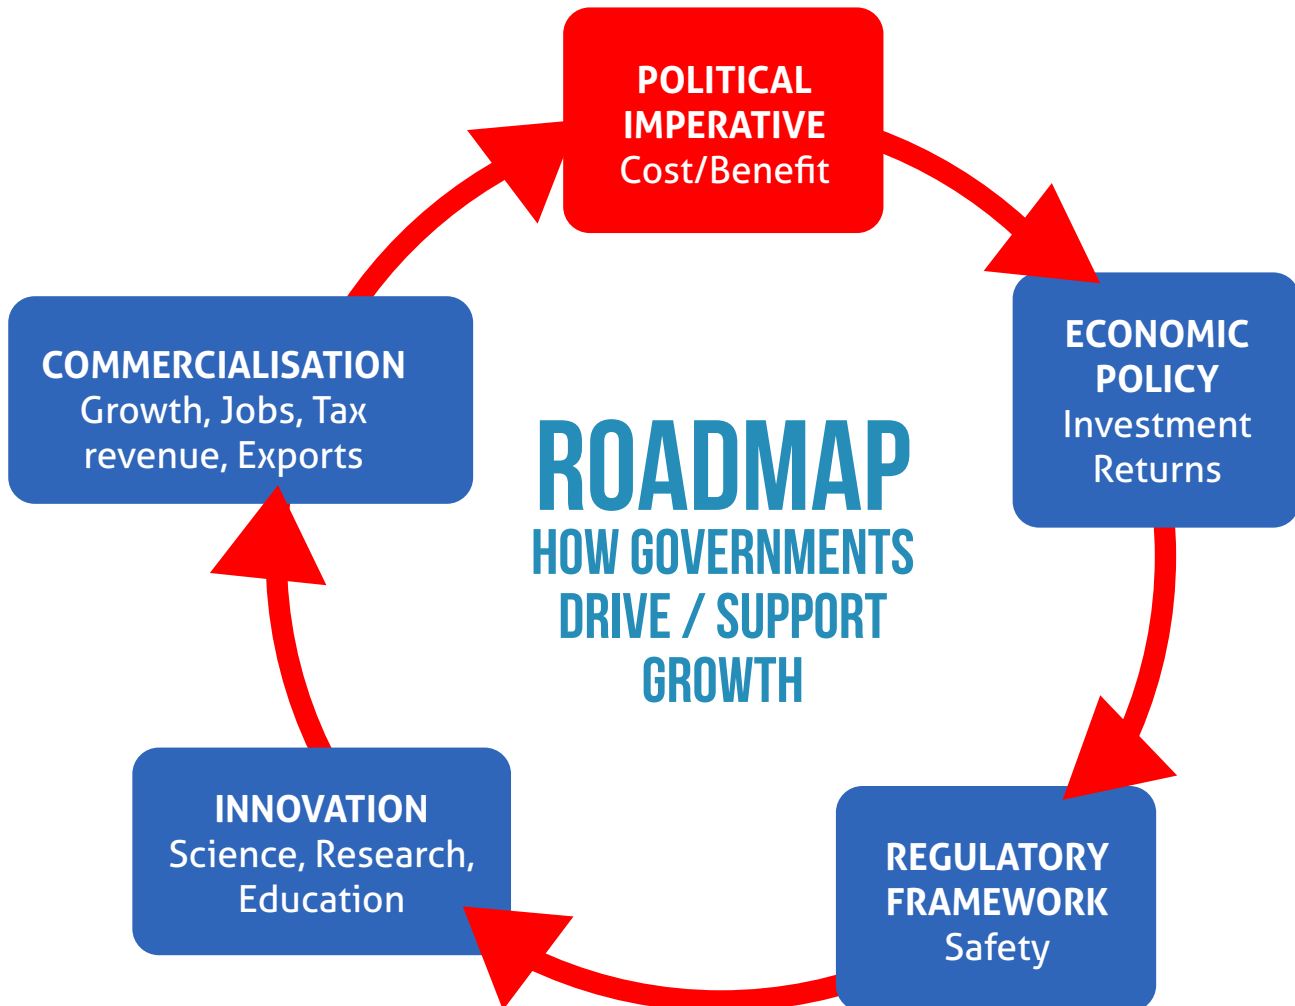 POLITICAL
IMPERATIVE
Cost/Benefit
ECONOMIC
POLICY
Investment
Returns
REGULATORY
FRAMEWORK
Safety
INNOVATION
Science, Research,
Education
COMMERCIALISATION
Growth, Jobs, Tax
revenue, Exports
ROADMAP
HOW GOVERNMENTS
DRIVE / SUPPORT
GROWTH